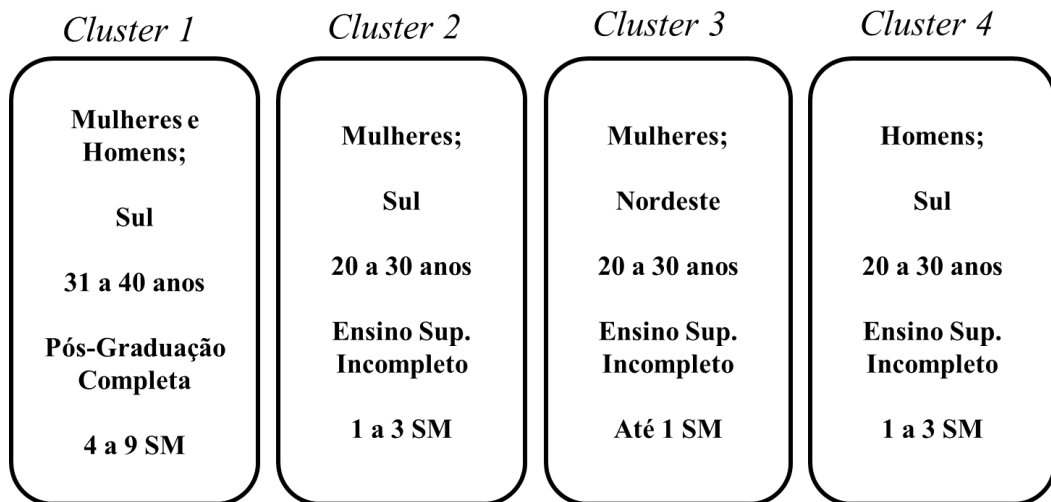 Cluster 1
Mulheres e
Homens;
Sul
31 a 40 anos
Pós-Graduação
Completa
4 a 9 SM
Cluster 2
Mulheres;
Sul
20 a 30 anos
Ensino Sup.
Incompleto
1 a 3 SM
Cluster 3
Mulheres;
Nordeste
20 a 30 anos
Ensino Sup.
Incompleto
Até 1 SM
Cluster 4
Homens;
Sul
20 a 30 anos
Ensino Sup.
Incompleto
1 a 3 SM